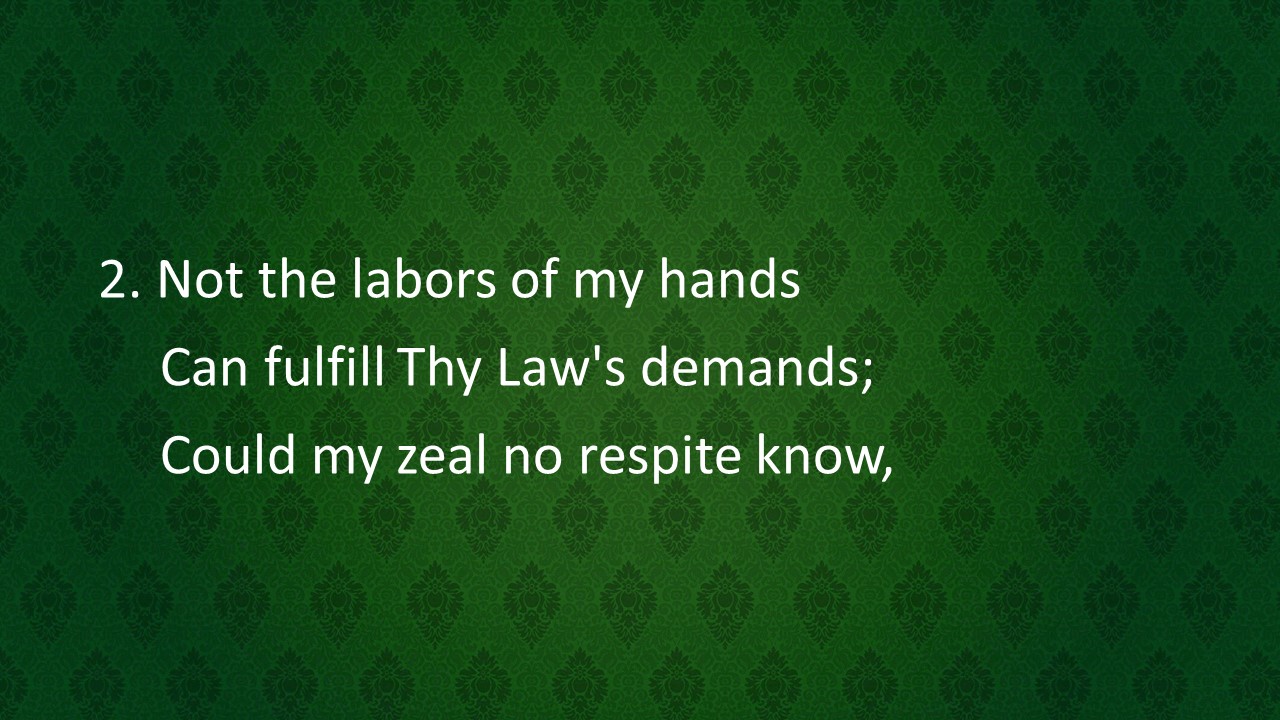 2. Not the labors of my hands
Can fulfill Thy Law's demands;
Could my zeal no respite know,